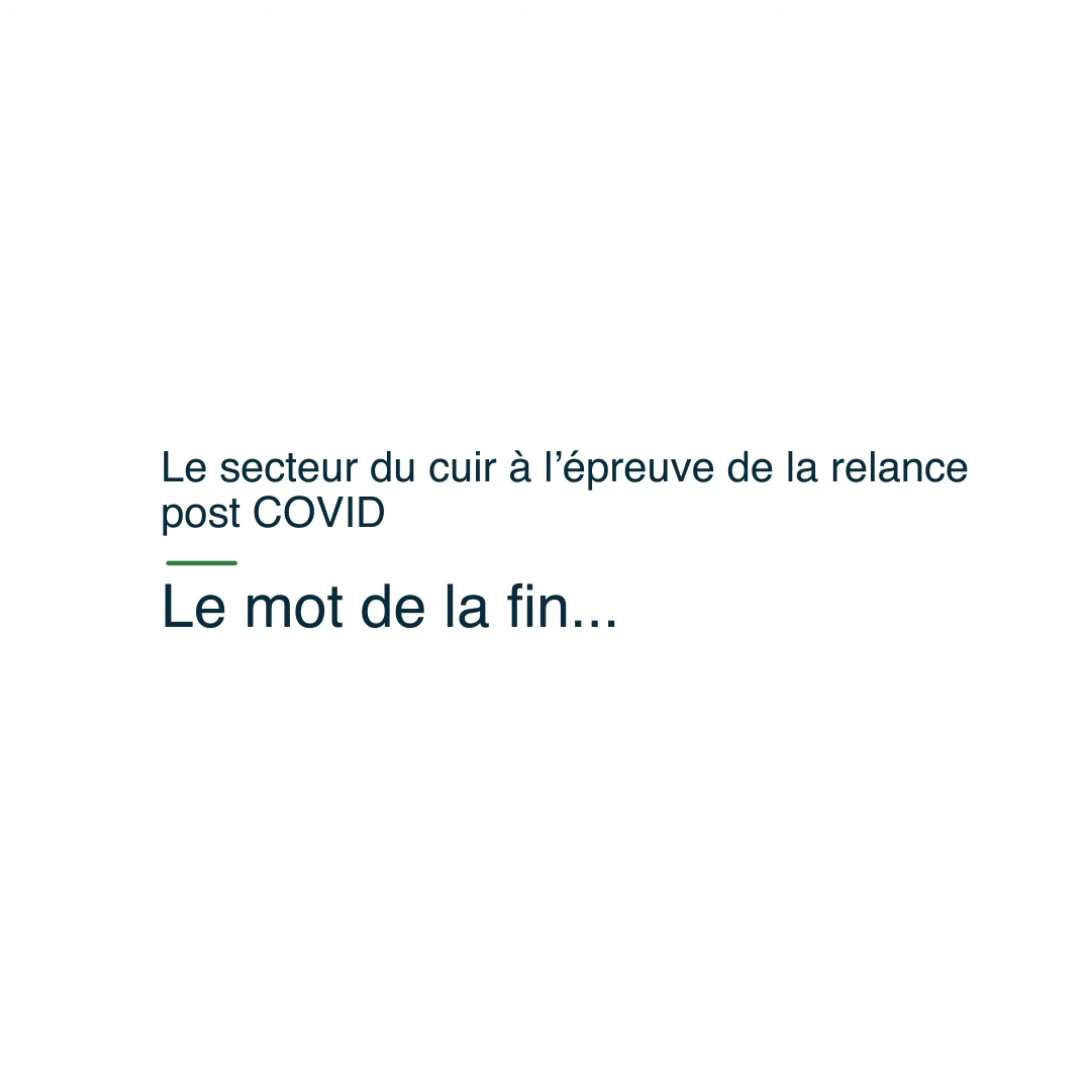 Le secteur du cuir à l’épreuve de la relance
post COVID
Le mot de la fin...